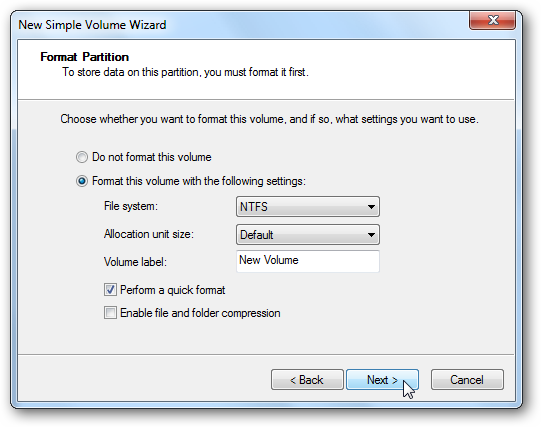 New Simple Volume Wizard
Format Partition
To store data on this partition, you must format it first.
Choose whether you want to format this volume, and if so, what settings you want to use.
Do not format this volume
Format this volume with the following settings:
File system: NTFS
Allocation unit size: Default
Volume label: New Volume
Perform a quick format
Enable file and folder compression
< Back Next > Cancel